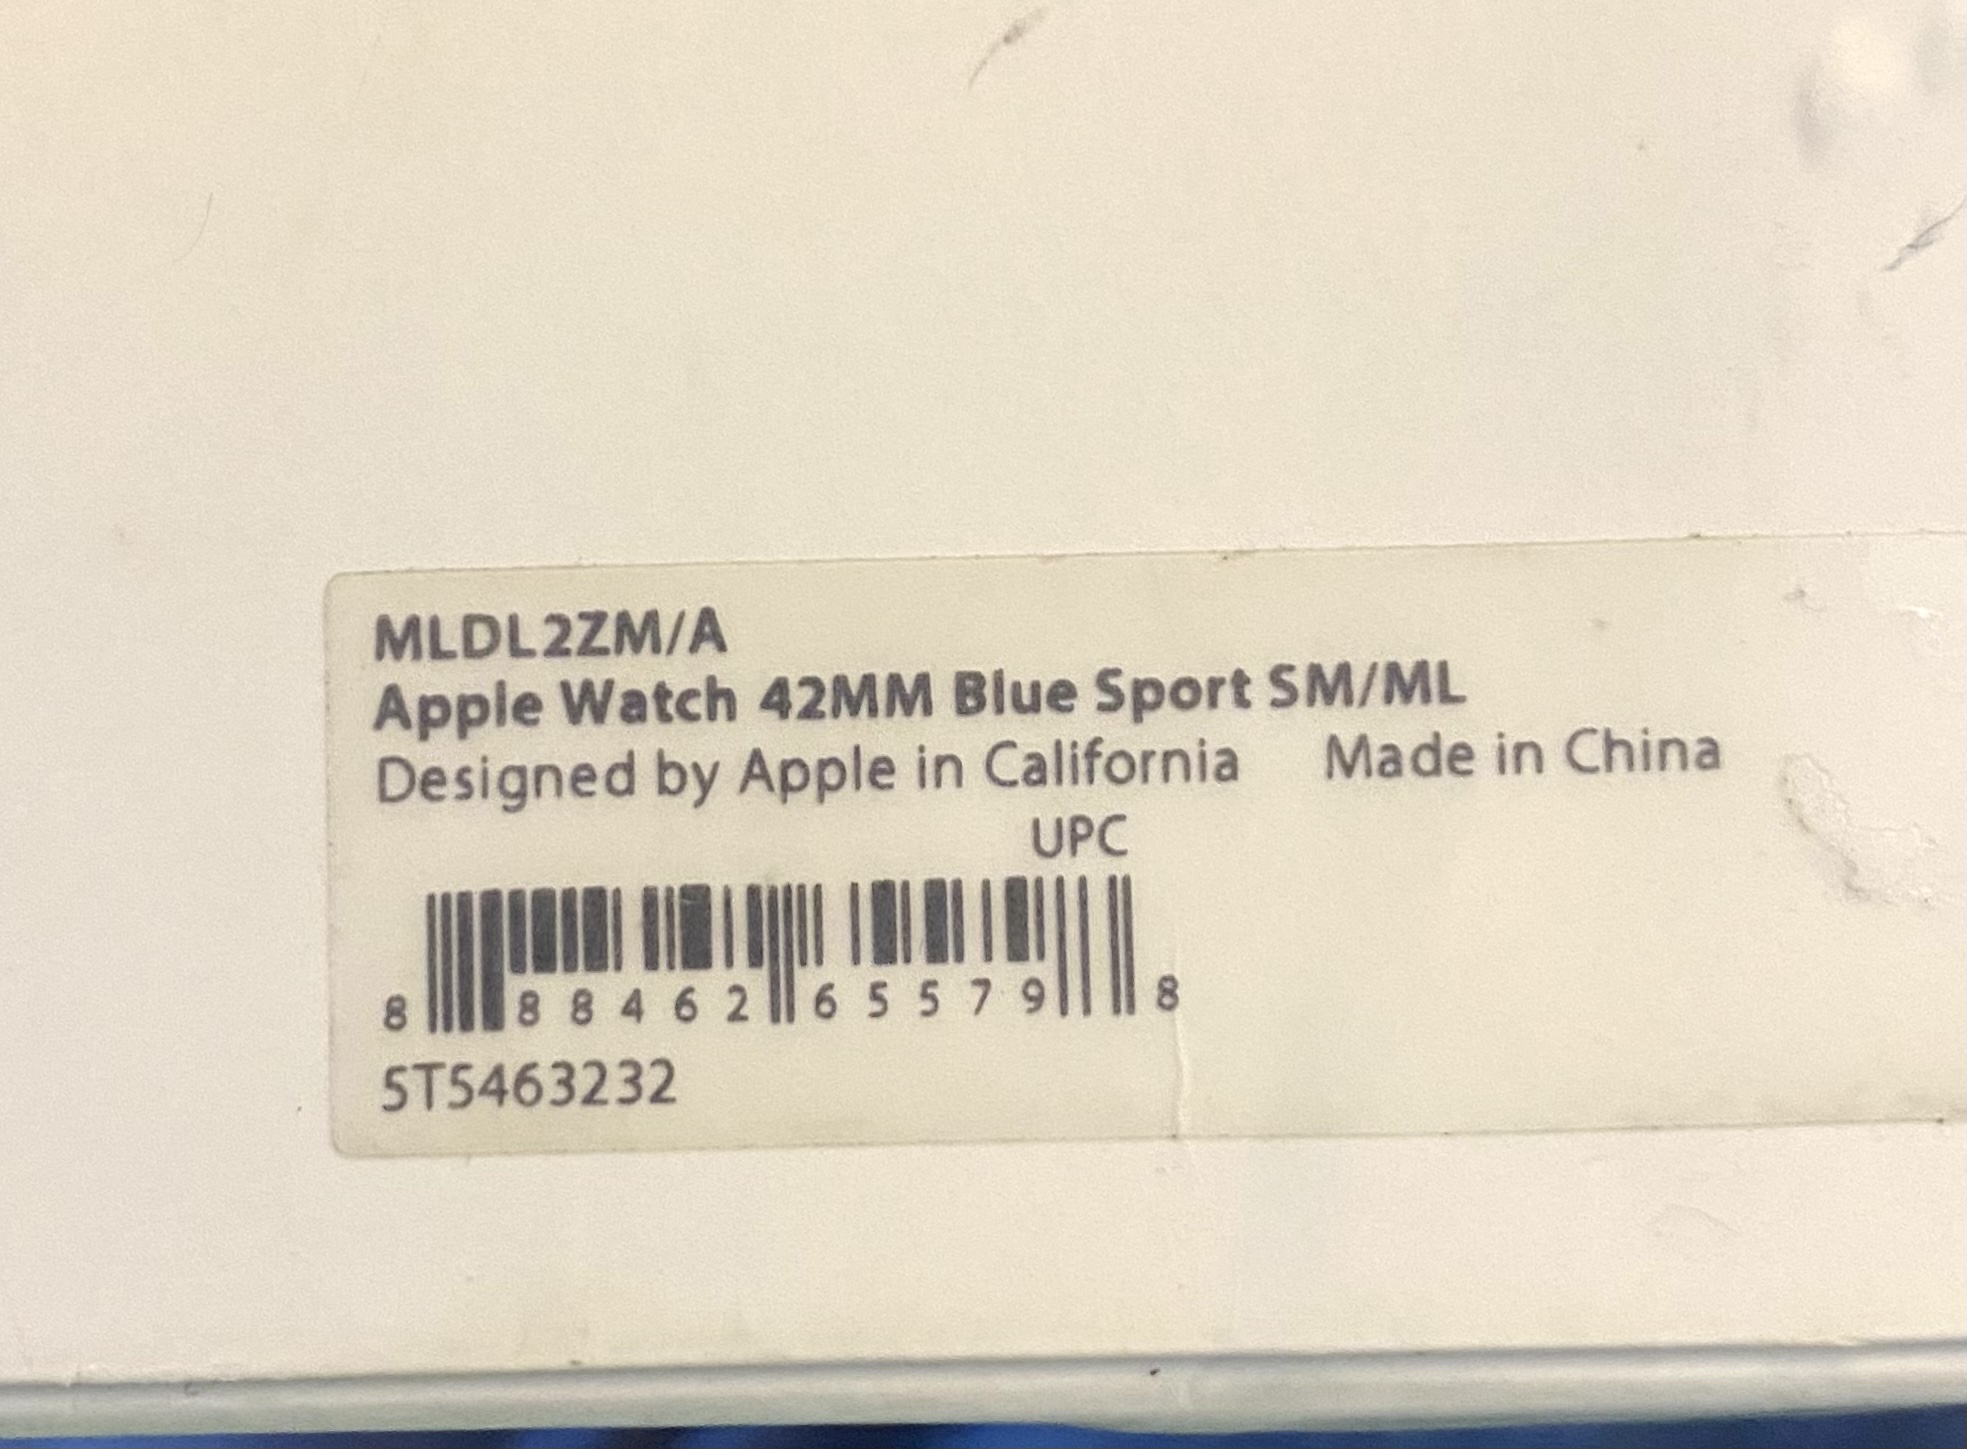 MLDL2ZM/A
Apple Watch 42MM Blue Sport SM/ML
Designed by Apple in California Made in China
UPC
8 88462 65579 8
5T5463232